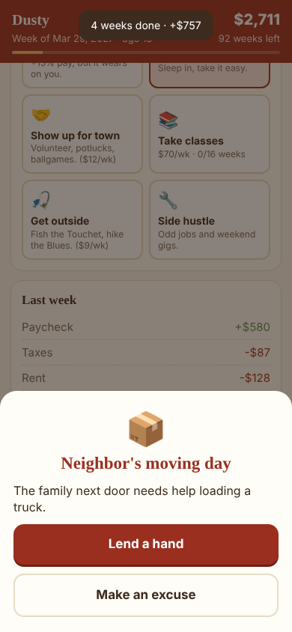 Dusty
4 weeks done · +$757
$2,711
Week of Mar
92 weeks left
+15% pay, but it wears
on you.
Sleep in, take it easy.
Show up for town
Volunteer, potlucks,
ballgames. ($12/wk)
Take classes
$70/wk · 0/16 weeks
Get outside
Fish the Touchet, hike
the Blues. ($9/wk)
Side hustle
Odd jobs and weekend
gigs.
Last week
Paycheck
+$580
Taxes
-$87
Rent
-$128
Neighbor's moving day
The family next door needs help loading a
truck.
Lend a hand
Make an excuse